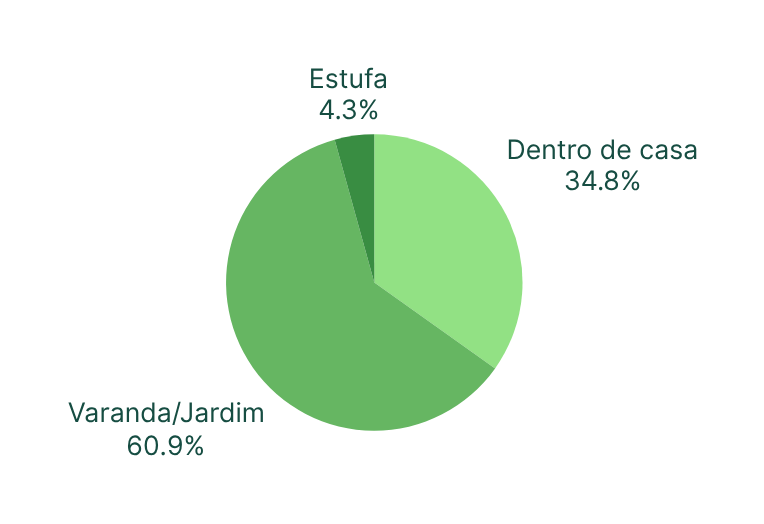 Estufa
4.3%
Dentro de casa
34.8%
Varanda/Jardim
60.9%